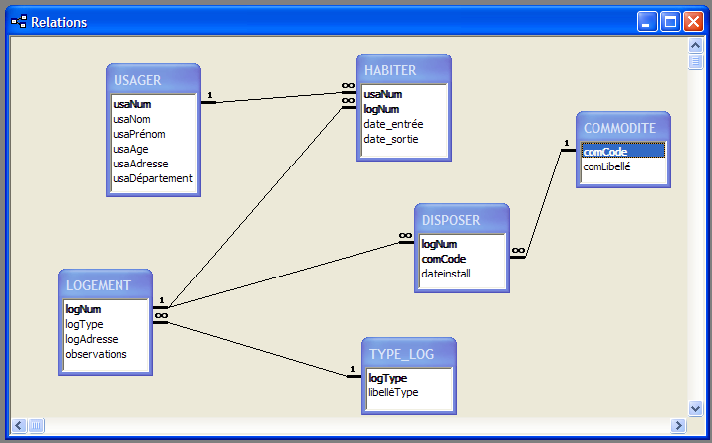 Relations
USAGER
usaNum
usaNom
usaPrénom
usaAge
usaAdresse
usaDépartement
1
HABITER
usaNum
logNum
date_entrée
date_sortie
∞
∞
COMMODITE
comCode
comLibellé
1
DISPOSER
logNum
comCode
dateinstall
∞
∞
LOGEMENT
logNum
logType
logAdresse
observations
1
∞
TYPE_LOG
logType
libelléType
1